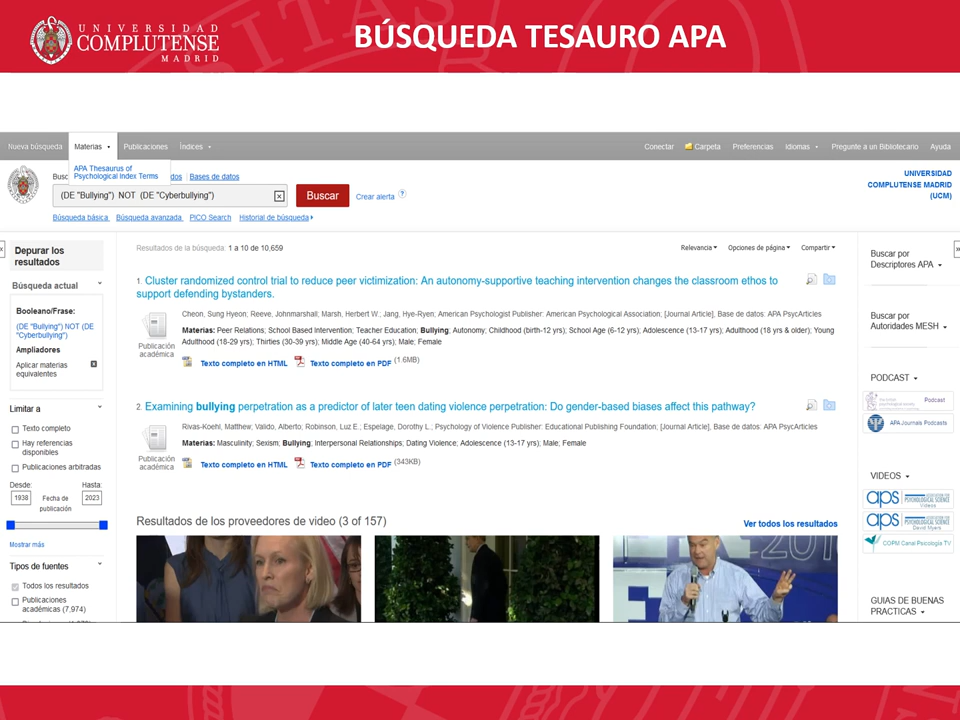 UNIVERSIDAD
COMPLUTENSE
MADRID
BÚSQUEDA TESAURO APA
Nueva búsqueda
Materias
Publicaciones
Índices
Conectar
Carpeta
Preferencias
Idiomas
Pregunte a un Bibliotecario
Ayuda
APA Thesaurus of
Psychological Index Terms
Busc
dos | Bases de datos
(DE "Bullying") NOT (DE "Cyberbullying")
Buscar
Crear alerta
?
Búsqueda básica
Búsqueda avanzada
PICO Search
Historial de búsqueda
UNIVERSIDAD
COMPLUTENSE MADRID
(UCM)
«
Depurar los
resultados
Búsqueda actual
Booleano/Frase:
(DE "Bullying") NOT (DE
"Cyberbullying")
Ampliadores
Aplicar materias
equivalentes
Limitar a
Texto completo
Hay referencias
disponibles
Publicaciones arbitradas
Desde:
Hasta:
1938
Fecha de
publicación
2023
Mostrar más
Tipos de fuentes
Todos los resultados
Publicaciones
académicas (7,974)
Resultados de la búsqueda: 1 a 10 de 10,659
Relevancia
Opciones de página
Compartir
1. Cluster randomized control trial to reduce peer victimization: An autonomy-supportive teaching intervention changes the classroom ethos to
support defending bystanders.
Cheon, Sung Hyeon; Reeve, Johnmarshall; Marsh, Herbert W.; Jang, Hye-Ryen; American Psychologist Publisher: American Psychological Association; [Journal Article], Base de datos: APA PsycArticles
Materias: Peer Relations; School Based Intervention; Teacher Education; Bullying; Autonomy; Childhood (birth-12 yrs); School Age (6-12 yrs); Adolescence (13-17 yrs); Adulthood (18 yrs & older); Young
Adulthood (18-29 yrs); Thirties (30-39 yrs); Middle Age (40-64 yrs); Male; Female
Publicación
académica
Texto completo en HTML
Texto completo en PDF (1.6MB)
2. Examining bullying perpetration as a predictor of later teen dating violence perpetration: Do gender-based biases affect this pathway?
Rivas-Koehl, Matthew; Valido, Alberto; Robinson, Luz E.; Espelage, Dorothy L.; Psychology of Violence Publisher: Educational Publishing Foundation; [Journal Article], Base de datos: APA PsycArticles
Materias: Masculinity; Sexism; Bullying; Interpersonal Relationships; Dating Violence; Adolescence (13-17 yrs); Male; Female
Publicación
académica
Texto completo en HTML
Texto completo en PDF (343KB)
Resultados de los proveedores de video (3 of 157)
Ver todos los resultados
»
Buscar por
Descriptores APA
Buscar por
Autoridades MESH
PODCAST
Podcast
APA Journals Podcasts
VIDEOS
aps
Videos
aps
David Myers
COPM Canal Psicología TV
GUIAS DE BUENAS
PRACTICAS